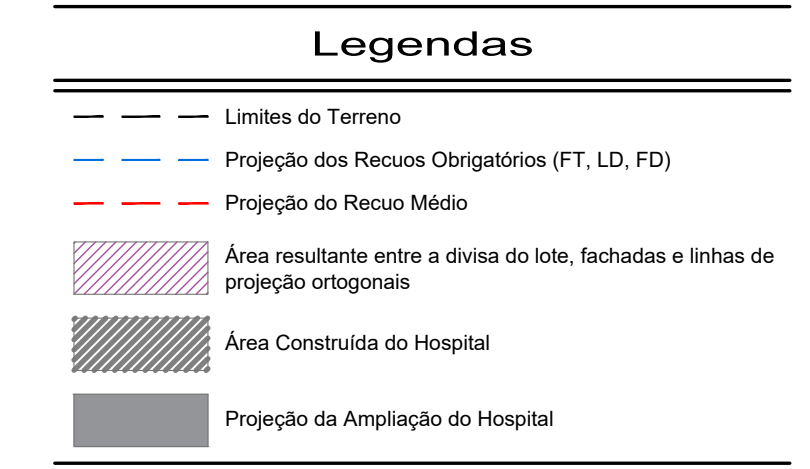 Legendas
Limites do Terreno
Projeção dos Recuos Obrigatórios (FT, LD, FD)
Projeção do Recuo Médio
Área resultante entre a divisa do lote, fachadas e linhas de
projeção ortogonais
Área Construída do Hospital
Projeção da Ampliação do Hospital